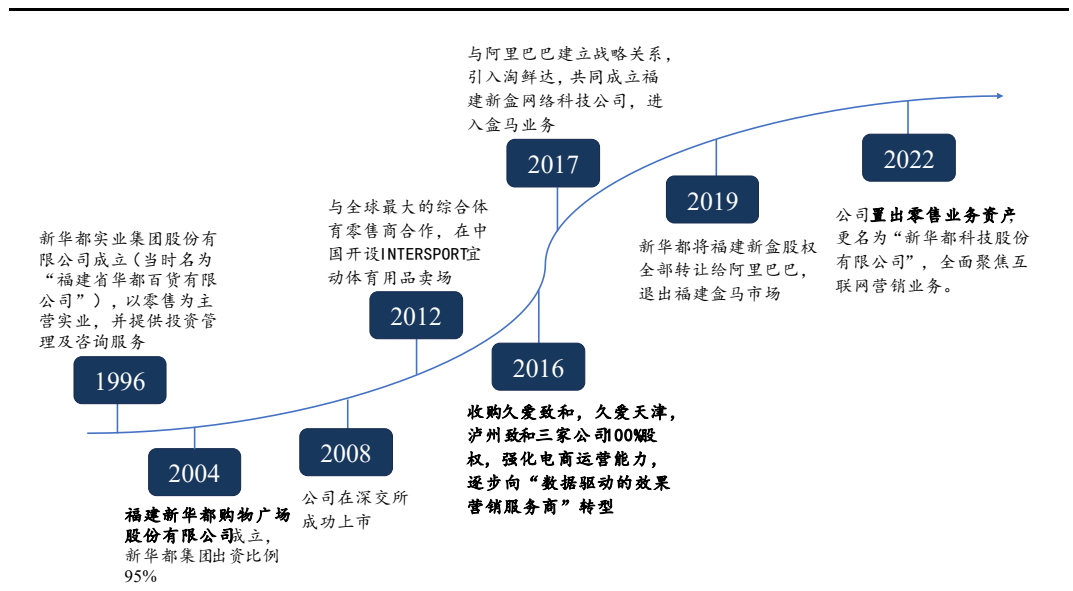 新华都实业集团股份有
限公司成立（当时名为
“福建省华都百货有限
公司”），以零售为主
营实业，并提供投资管
理及咨询服务
1996
2004
福建新华都购物广场
股份有限公司成立，
新华都集团出资比例
95%
2008
公司在深交所
成功上市
与全球最大的综合体
育零售商合作，在中
国开设INTERSPORT宜
动体育用品卖场
2012
2016
收购久爱致和，久爱天津，
泸州致和三家公司100%股
权，强化电商运营能力，
逐步向“数据驱动的效果
营销服务商”转型
与阿里巴巴建立战略关系，
引入淘鲜达，共同成立福
建新盒网络科技公司，进
入盒马业务
2017
2019
新华都将福建新盒股权
全部转让给阿里巴巴，
退出福建盒马市场
2022
公司置出零售业务资产，
更名为“新华都科技股份
有限公司”，全面聚焦互
联网营销业务。